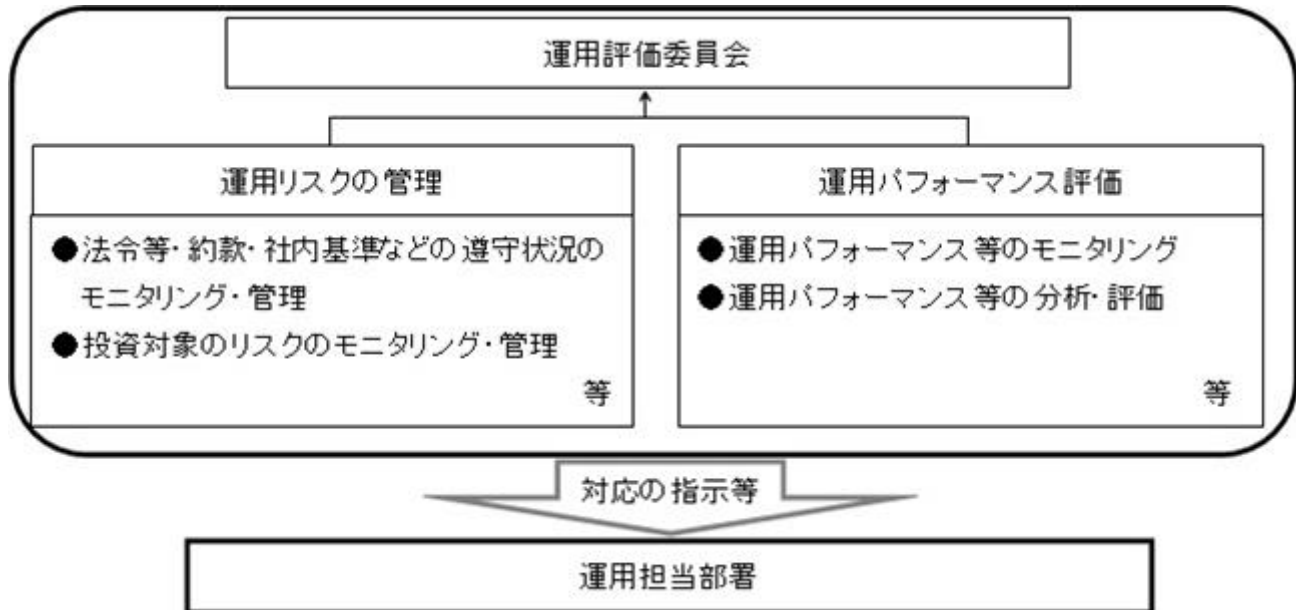 運用評価委員会
運用リスクの管理
●法令等・約款・社内基準などの遵守状況の
モニタリング・管理
●投資対象のリスクのモニタリング・管理
等
運用パフォーマンス評価
●運用パフォーマンス等のモニタリング
●運用パフォーマンス等の分析・評価
等
対応の指示等
運用担当部署